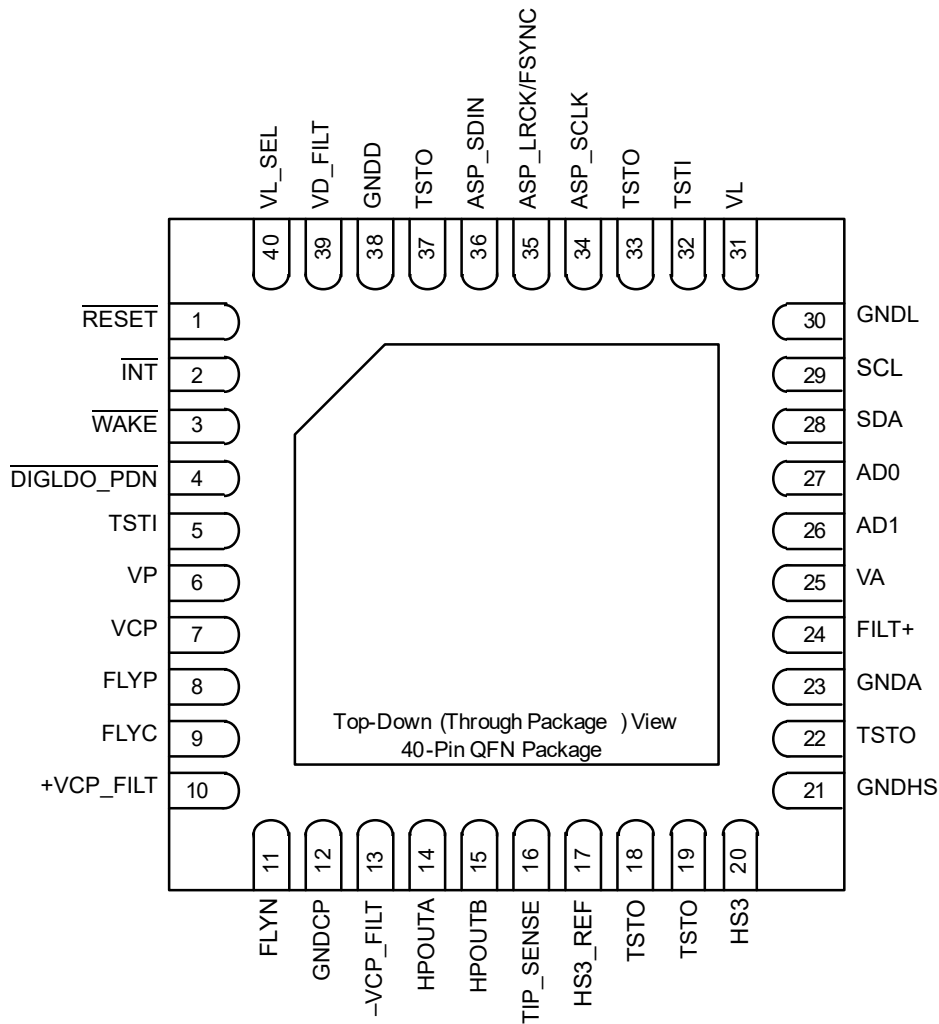 VL_SEL
VD_FILT
GNDD
TSTO
ASP_SDIN
ASP_LRCK/FSYNC
ASP_SCLK
TSTO
TSTI
VL
40
39
38
37
36
35
34
33
32
31
RESET 1
INT 2
WAKE 3
DIGLDO_PDN 4
TSTI 5
VP 6
VCP 7
FLYP 8
FLYC 9
+VCP_FILT 10
30 GNDL
29 SCL
28 SDA
27 AD0
26 AD1
25 VA
24 FILT+
23 GNDA
22 TSTO
21 GNDHS
Top-Down (Through Package ) View
40-Pin QFN Package
11
12
13
14
15
16
17
18
19
20
FLYN
GNDCP
–VCP_FILT
HPOUTA
HPOUTB
TIP_SENSE
HS3_REF
TSTO
TSTO
HS3